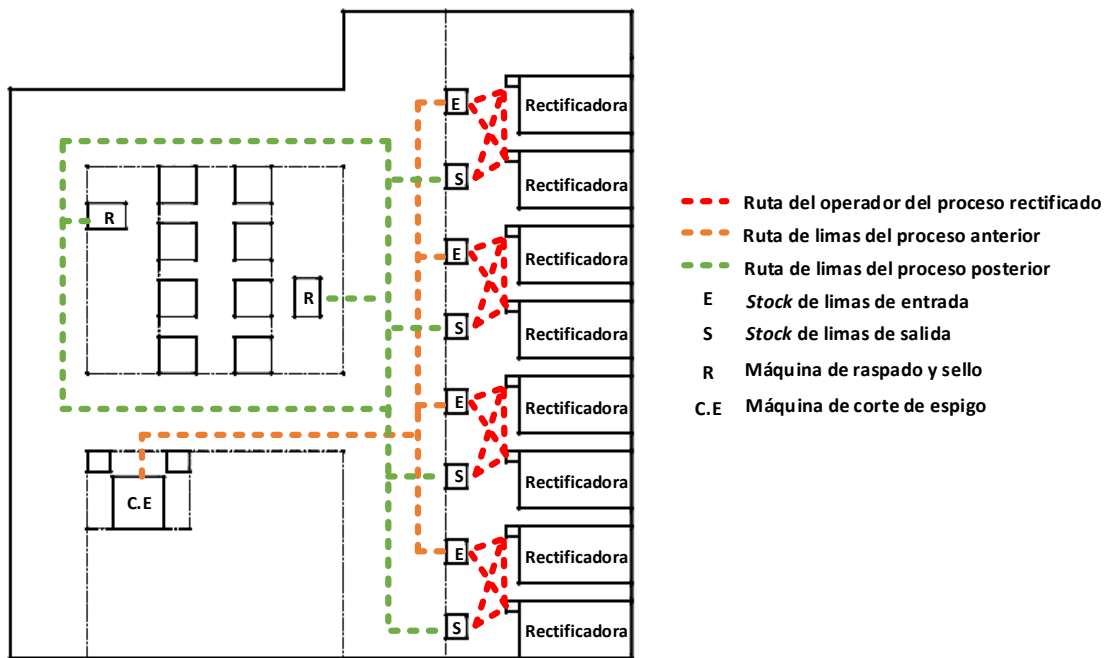 E
Rectificadora
S
Rectificadora
R
E
Rectificadora
R
S
Rectificadora
E
Rectificadora
S
Rectificadora
C.E
E
Rectificadora
S
Rectificadora
Ruta del operador del proceso rectificado
Ruta de limas del proceso anterior
Ruta de limas del proceso posterior
E Stock de limas de entrada
S Stock de limas de salida
R Máquina de raspado y sello
C.E Máquina de corte de espigo